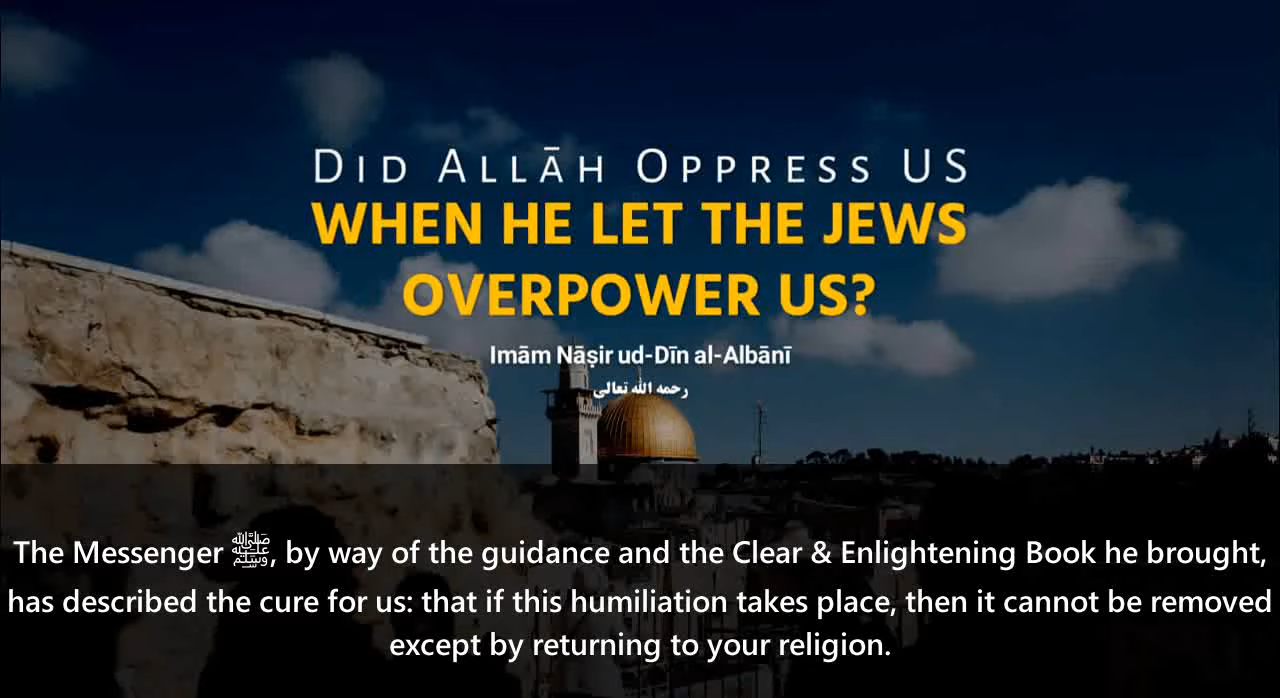 DID ALLĀH OPPRESS US
WHEN HE LET THE JEWS
OVERPOWER US?
Imām Nāṣir ud-Dīn al-Albānī
رحمه الله تعالى
The Messenger ﷺ, by way of the guidance and the Clear & Enlightening Book he brought,
has described the cure for us: that if this humiliation takes place, then it cannot be removed
except by returning to your religion.